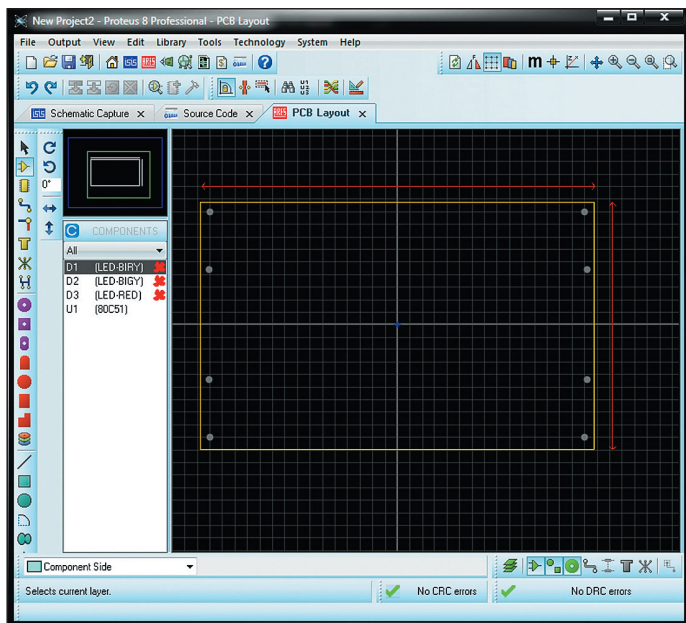 New Project2 - Proteus 8 Professional - PCB Layout
File Output View Edit Library Tools Technology System Help
Schematic Capture
Source Code
PCB Layout
0°
COMPONENTS
All
D1 (LED-BIRY)
D2 (LED-BIGY)
D3 (LED-RED)
U1 (80C51)
Component Side
Selects current layer.
No CRC errors
No DRC errors